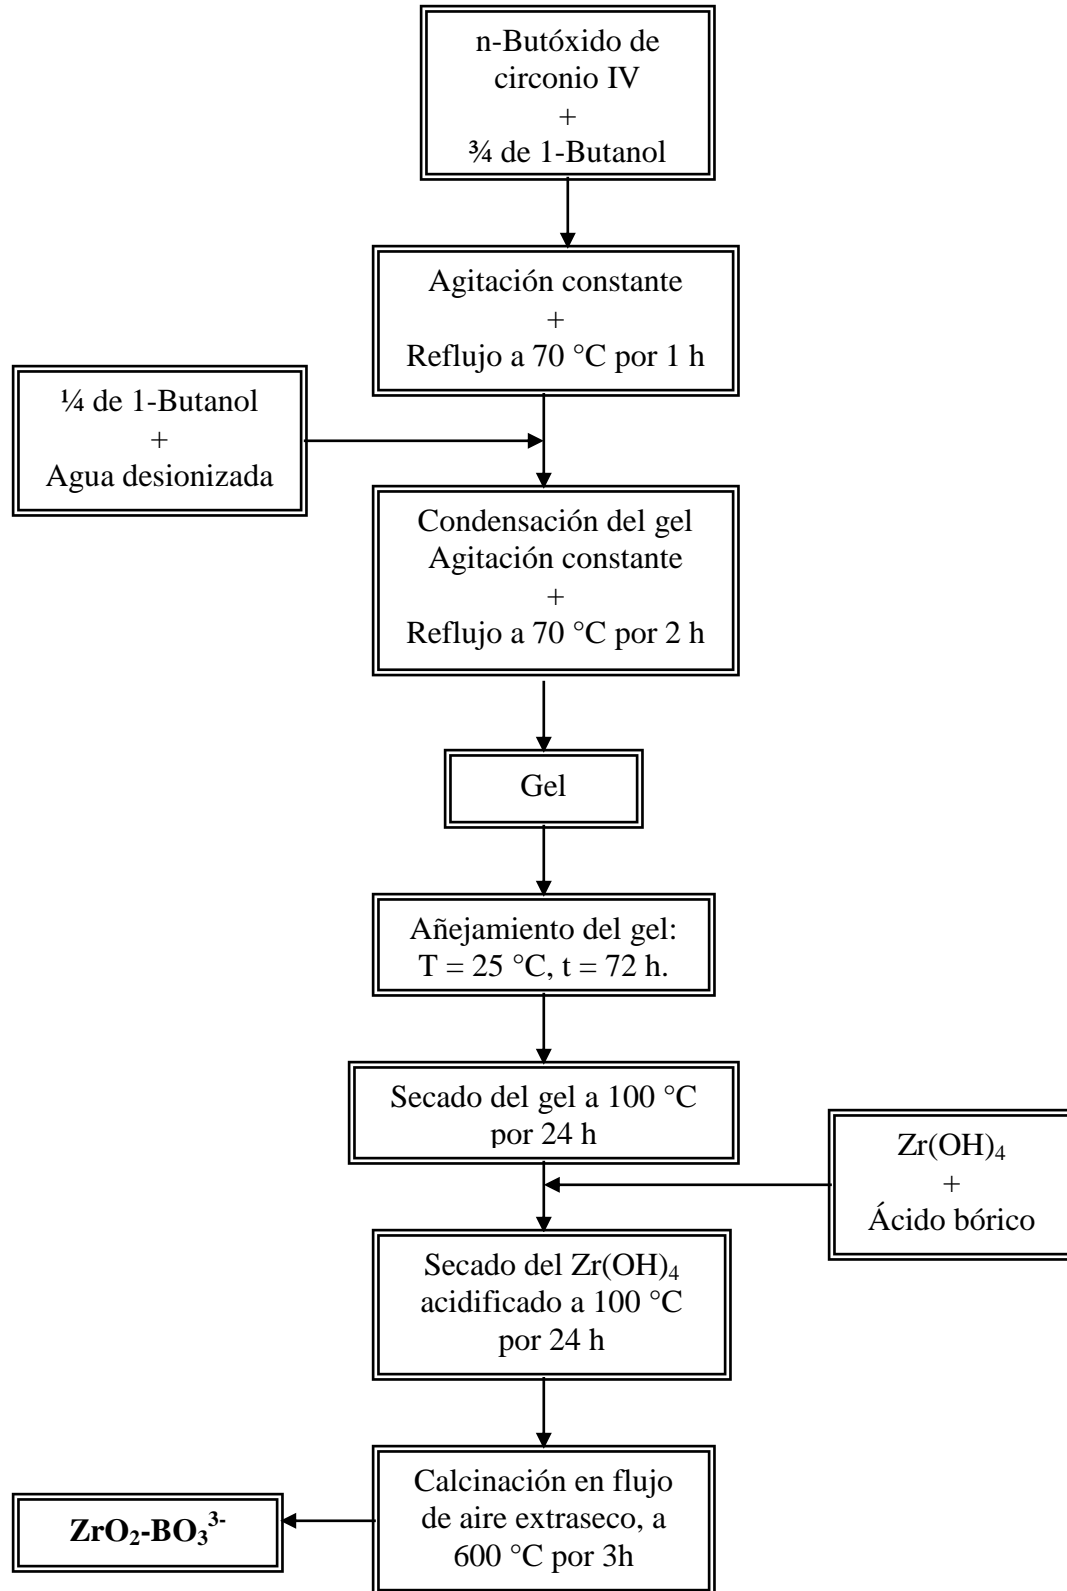 n-Butóxido de
circonio IV
+
¾ de 1-Butanol
Agitación constante
+
Reflujo a 70 °C por 1 h
¼ de 1-Butanol
+
Agua desionizada
Condensación del gel
Agitación constante
+
Reflujo a 70 °C por 2 h
Gel
Añejamiento del gel:
T = 25 °C, t = 72 h.
Secado del gel a 100 °C
por 24 h
Zr(OH)₄
+
Ácido bórico
Secado del Zr(OH)₄
acidificado a 100 °C
por 24 h
Calcinación en flujo
de aire extraseco, a
600 °C por 3h
ZrO₂-BO₃³⁻